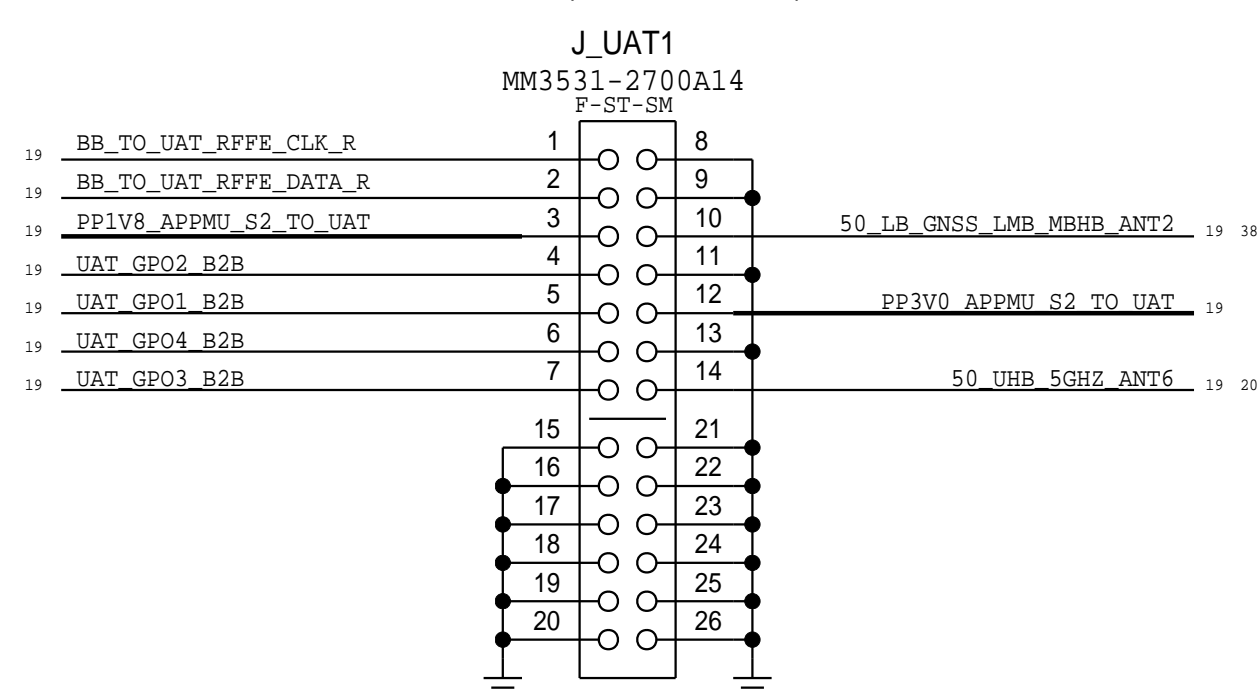 J_UAT1
MM3531-2700A14
F-ST-SM
19 BB_TO_UAT_RFFE_CLK_R 1 8
19 BB_TO_UAT_RFFE_DATA_R 2 9
19 PP1V8_APPMU_S2_TO_UAT 3 10 50_LB_GNSS_LMB_MBHB_ANT2 19 38
19 UAT_GPO2_B2B 4 11
19 UAT_GPO1_B2B 5 12 PP3V0_APPMU_S2_TO_UAT 19
19 UAT_GPO4_B2B 6 13
19 UAT_GPO3_B2B 7 14 50_UHB_5GHZ_ANT6 19 20
15 21
16 22
17 23
18 24
19 25
20 26